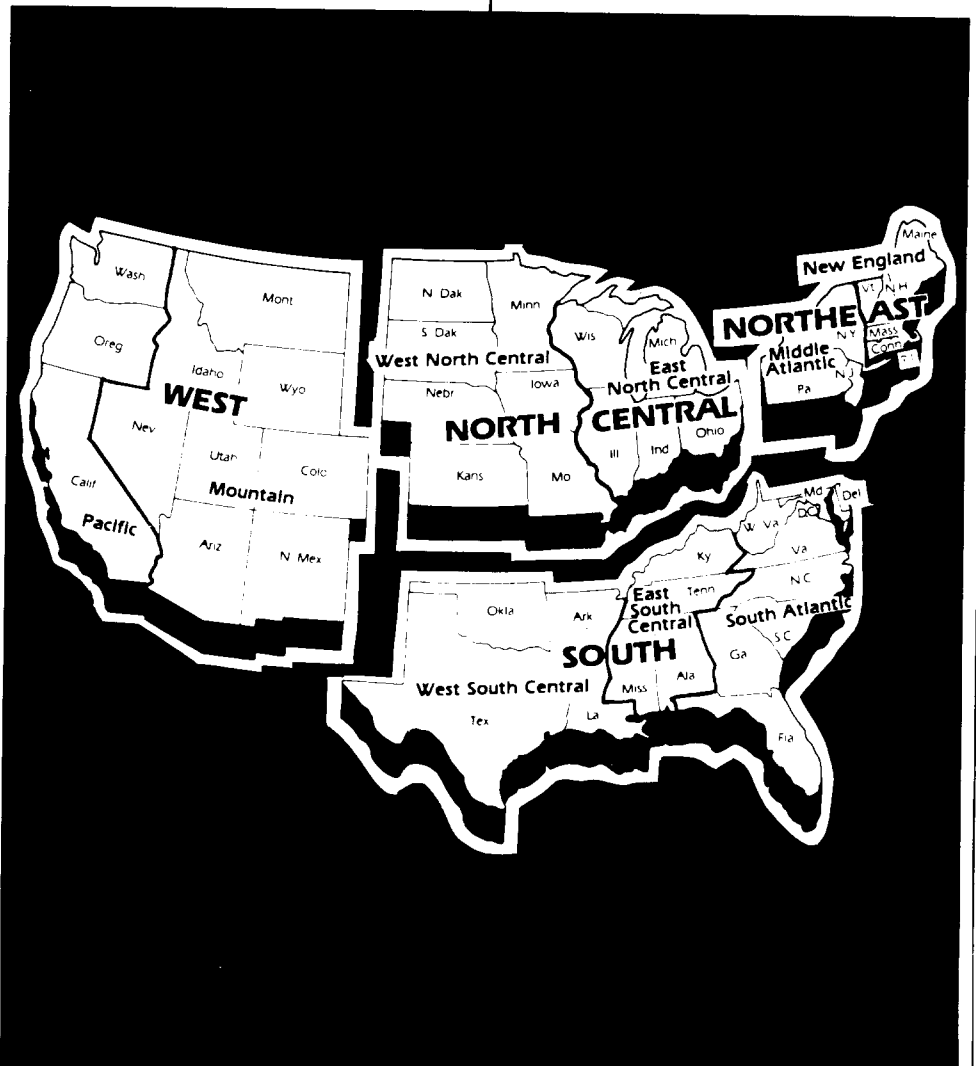 Maine
New England
Vt NH
NORTHEAST
NY
Mass
Conn
RI
Middle
Atlantic
NJ
Pa
Wash
Mont
Oreg
Idaho
Wyo
WEST
Nev
Utah
Colo
Calif
Mountain
Pacific
Ariz
N Mex
N Dak
Minn
S Dak
Wis
Mich
West North Central
East
North Central
Nebr
Iowa
NORTH CENTRAL
Ohio
Ill
Ind
Kans
Mo
Md
Del
DC
W Va
Va
Ky
NC
Tenn
East
South
Central
South Atlantic
Okla
Ark
SC
SOUTH
Ga
West South Central
Miss
Ala
Tex
La
Fla